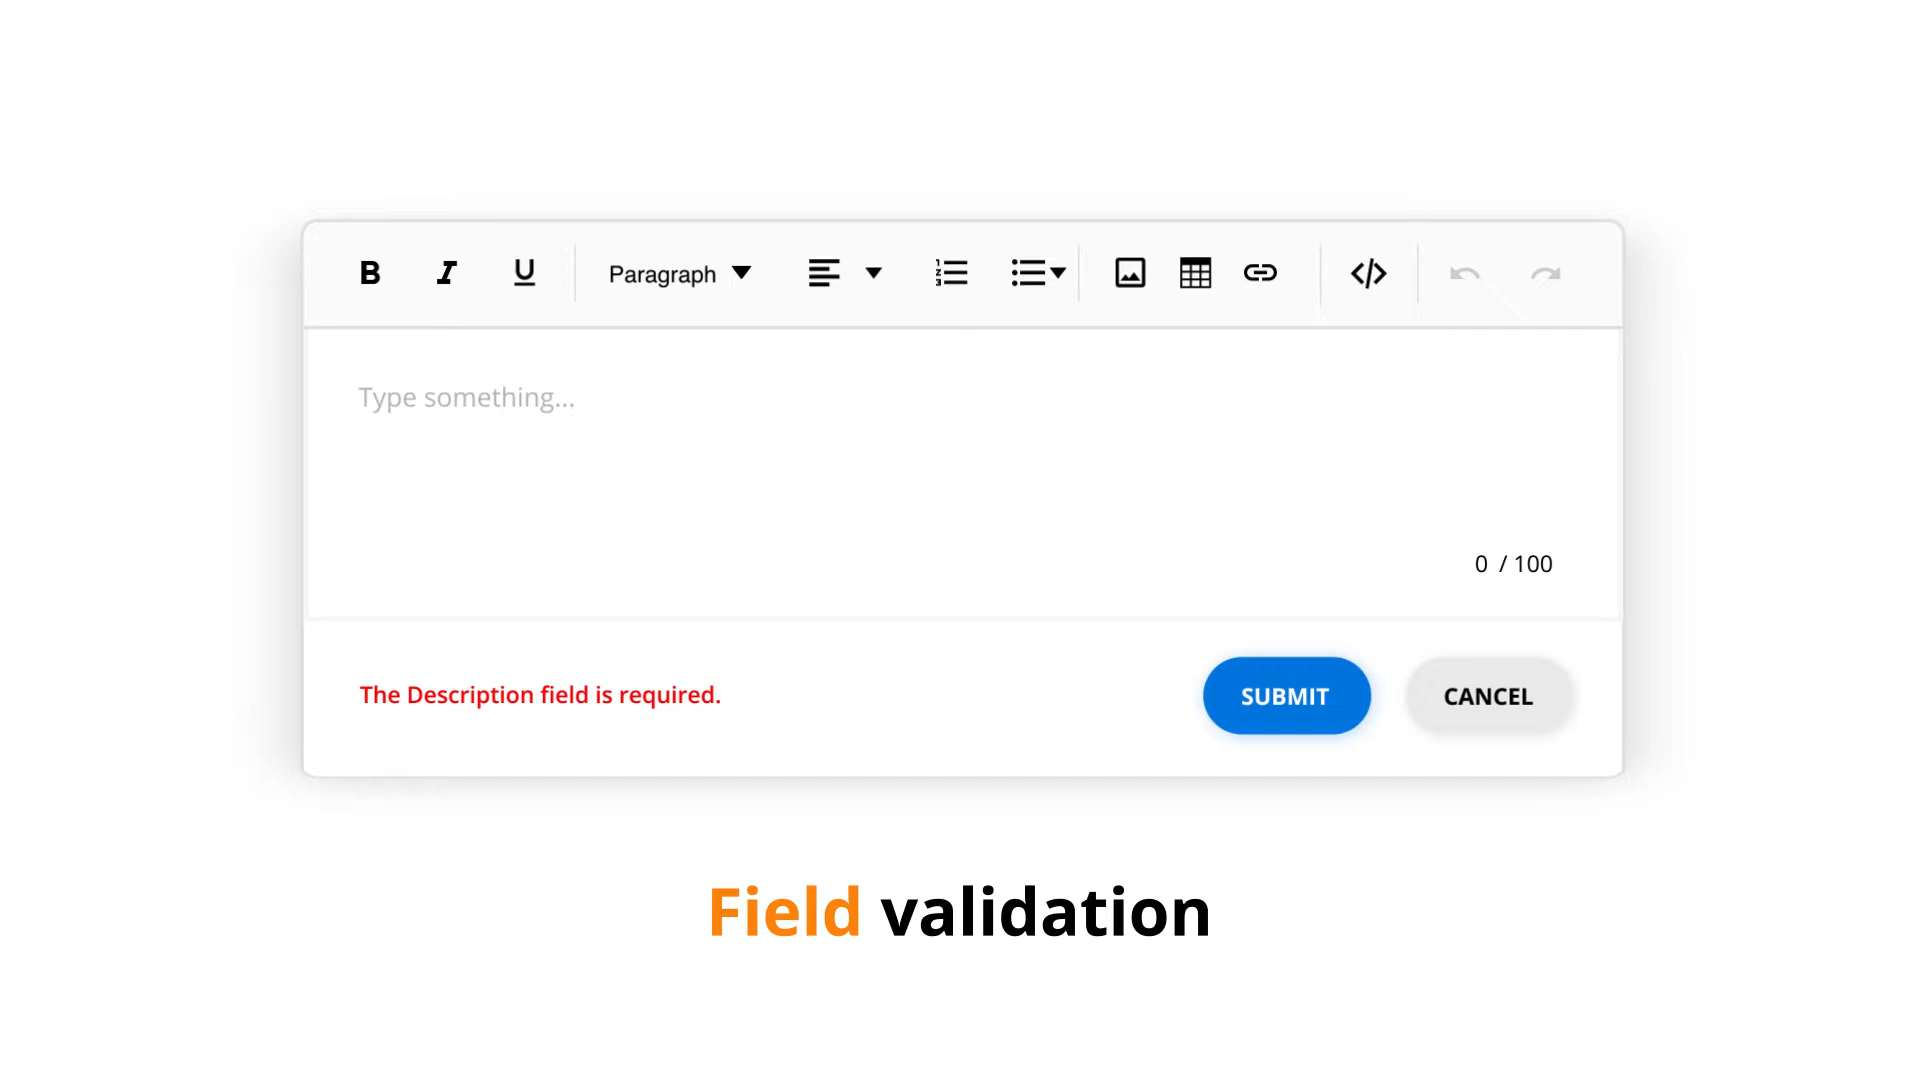 B I U Paragraph
Type something...
0 / 100
The Description field is required.
SUBMIT CANCEL
Field validation